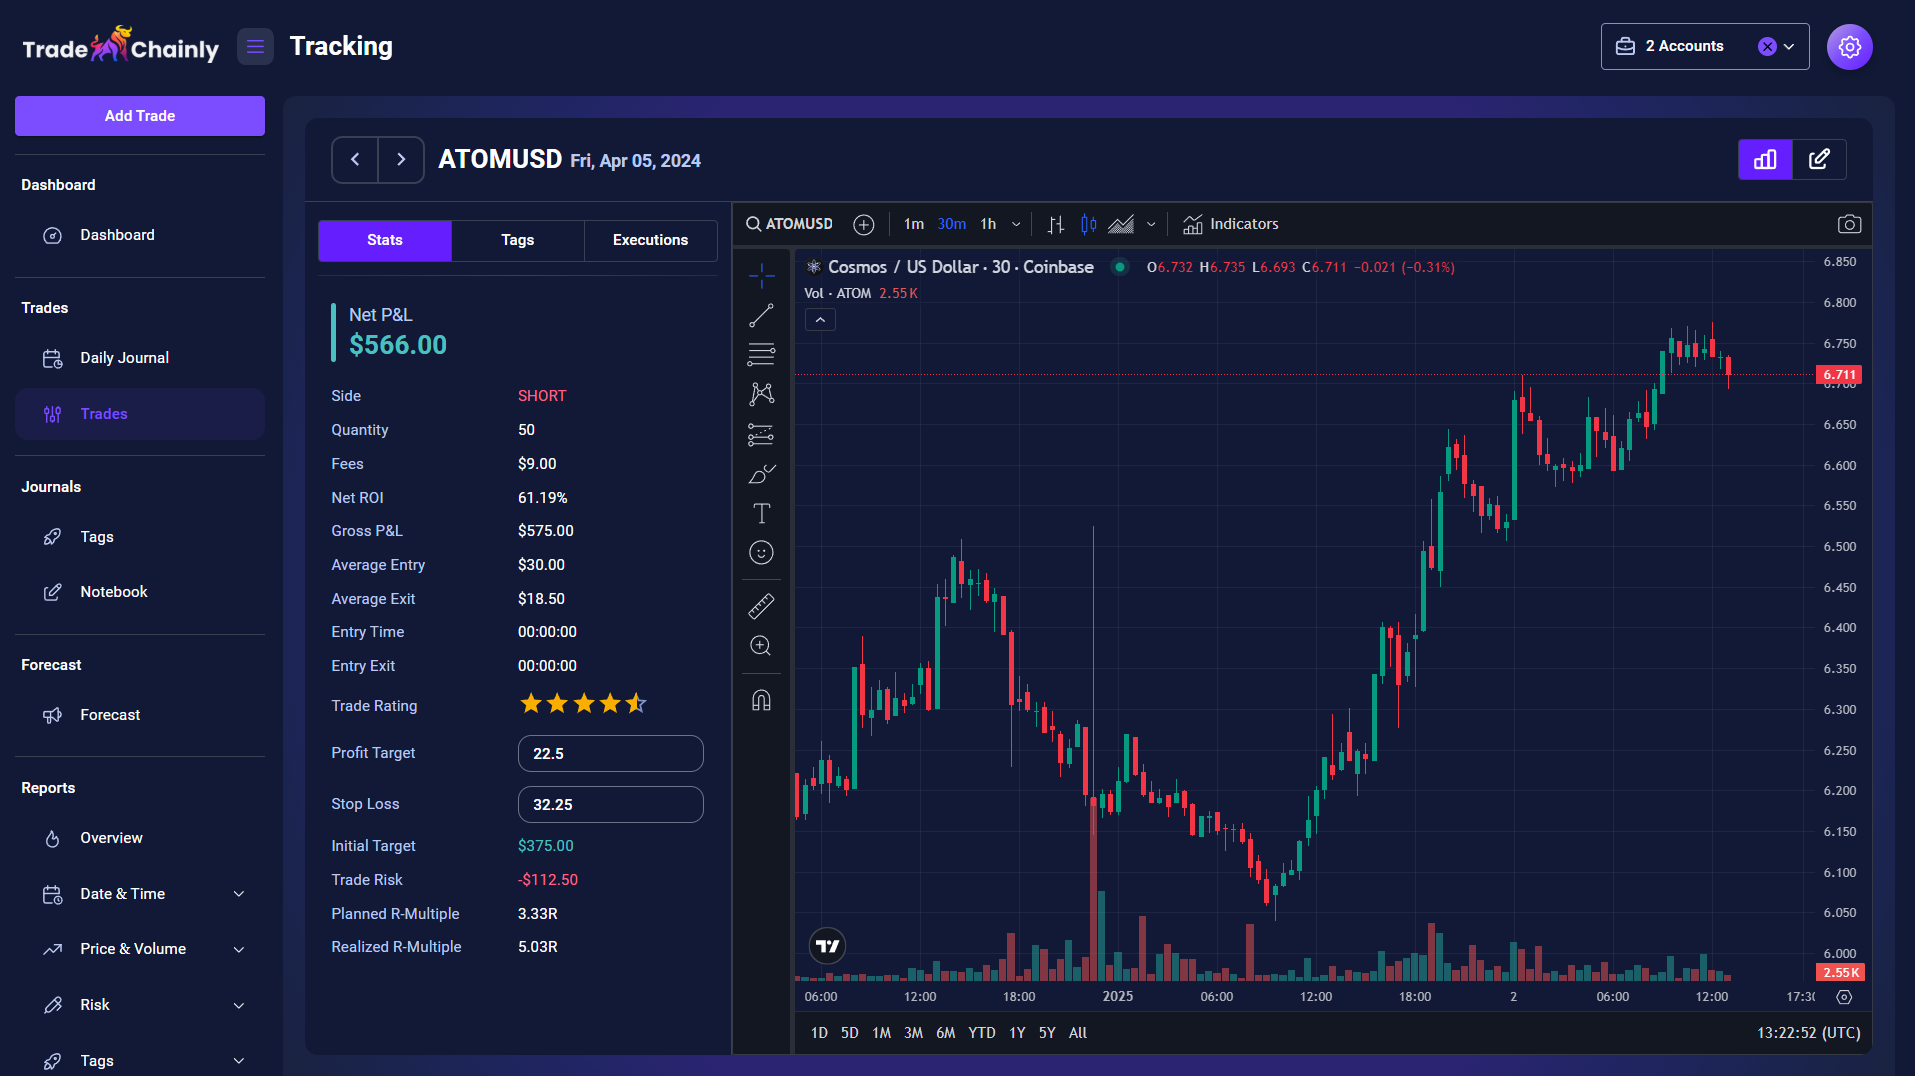 Trade Chainly
Tracking
2 Accounts
Add Trade
Dashboard
Dashboard
Trades
Daily Journal
Trades
Journals
Tags
Notebook
Forecast
Forecast
Reports
Overview
Date & Time
Price & Volume
Risk
Tags
ATOMUSD Fri, Apr 05, 2024
Stats Tags Executions
Net P&L
$566.00
Side SHORT
Quantity 50
Fees $9.00
Net ROI 61.19%
Gross P&L $575.00
Average Entry $30.00
Average Exit $18.50
Entry Time 00:00:00
Entry Exit 00:00:00
Trade Rating
Profit Target 22.5
Stop Loss 32.25
Initial Target $375.00
Trade Risk -$112.50
Planned R-Multiple 3.33R
Realized R-Multiple 5.03R
ATOMUSD 1m 30m 1h Indicators
Cosmos / US Dollar · 30 · Coinbase O6.732 H6.735 L6.693 C6.711 −0.021 (−0.31%)
Vol · ATOM 2.55K
6.850
6.800
6.750
6.711
6.700
6.650
6.600
6.550
6.500
6.450
6.400
6.350
6.300
6.250
6.200
6.150
6.100
6.050
6.000
2.55K
06:00 12:00 18:00 2025 06:00 12:00 18:00 2 06:00 12:00 17:30
1D 5D 1M 3M 6M YTD 1Y 5Y All 13:22:52 (UTC)